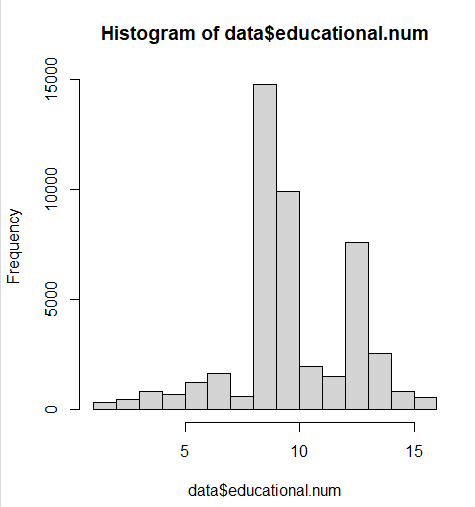 Histogram of data$educational.num
15000
10000
5000
0
Frequency
5 10 15
data$educational.num